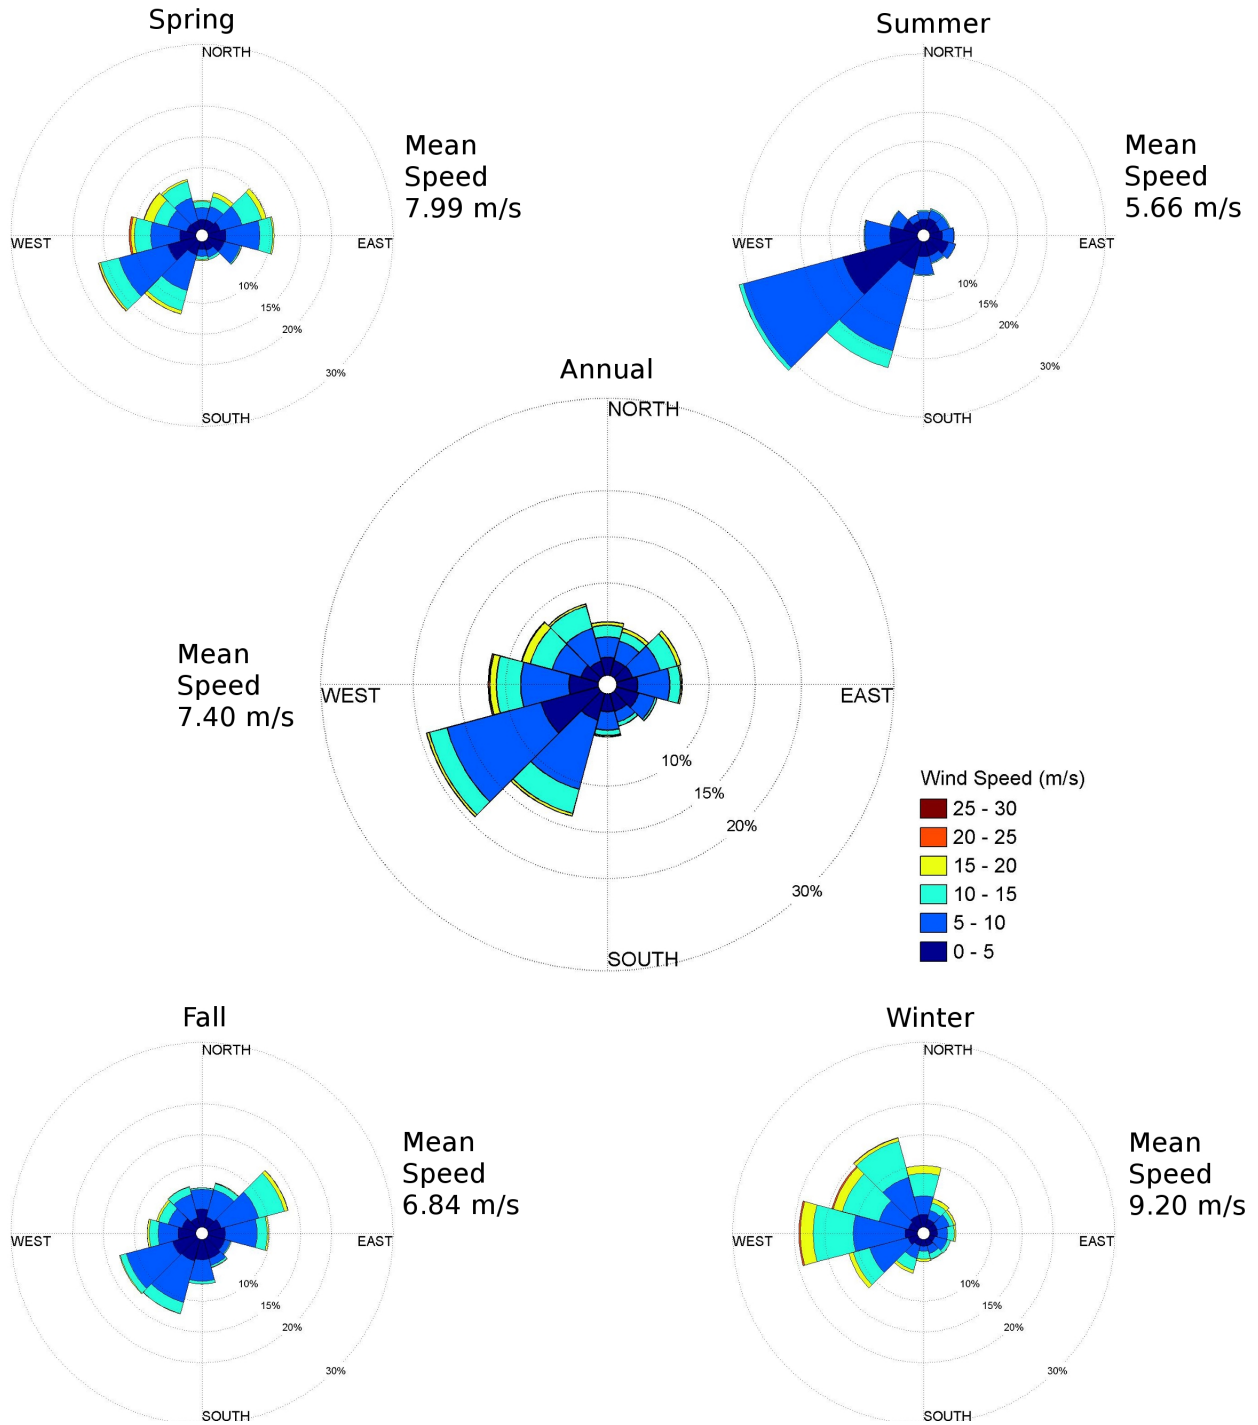 Spring
NORTH
WEST
EAST
SOUTH
10%
15%
20%
30%
Mean
Speed
7.99 m/s
Summer
NORTH
WEST
EAST
SOUTH
10%
15%
20%
30%
Mean
Speed
5.66 m/s
Annual
NORTH
WEST
EAST
SOUTH
10%
15%
20%
30%
Mean
Speed
7.40 m/s
Wind Speed (m/s)
25 - 30
20 - 25
15 - 20
10 - 15
5 - 10
0 - 5
Fall
NORTH
WEST
EAST
SOUTH
10%
15%
20%
30%
Mean
Speed
6.84 m/s
Winter
NORTH
WEST
EAST
SOUTH
10%
15%
20%
30%
Mean
Speed
9.20 m/s